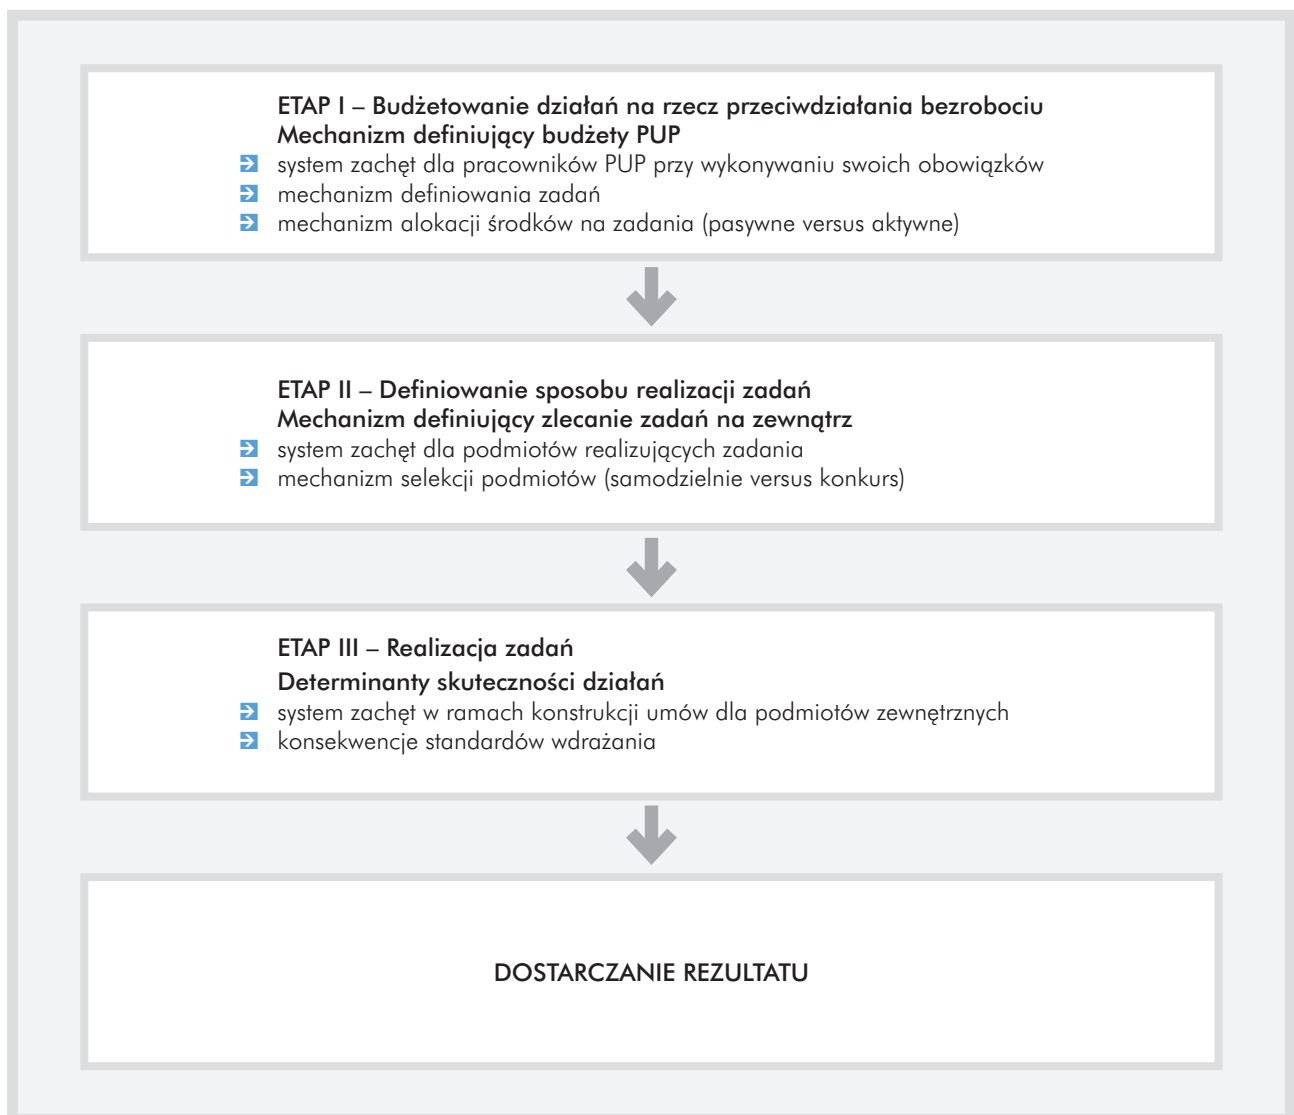 ETAP I – Budżetowanie działań na rzecz przeciwdziałania bezrobociu
Mechanizm definiujący budżety PUP
system zachęt dla pracowników PUP przy wykonywaniu swoich obowiązków
mechanizm definiowania zadań
mechanizm alokacji środków na zadania (pasywne versus aktywne)
ETAP II – Definiowanie sposobu realizacji zadań
Mechanizm definiujący zlecanie zadań na zewnątrz
system zachęt dla podmiotów realizujących zadania
mechanizm selekcji podmiotów (samodzielnie versus konkurs)
ETAP III – Realizacja zadań
Determinanty skuteczności działań
system zachęt w ramach konstrukcji umów dla podmiotów zewnętrznych
konsekwencje standardów wdrażania
DOSTARCZANIE REZULTATU